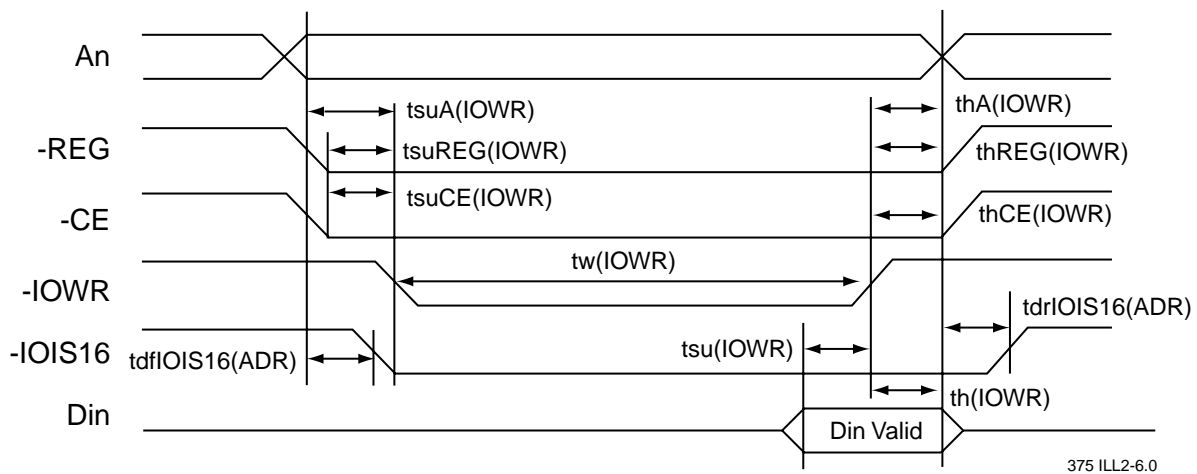 An
tsuA(IOWR)
thA(IOWR)
-REG
tsuREG(IOWR)
thREG(IOWR)
-CE
tsuCE(IOWR)
thCE(IOWR)
tw(IOWR)
-IOWR
tdrIOIS16(ADR)
-IOIS16
tdfIOIS16(ADR)
tsu(IOWR)
th(IOWR)
Din
Din Valid
375 ILL2-6.0